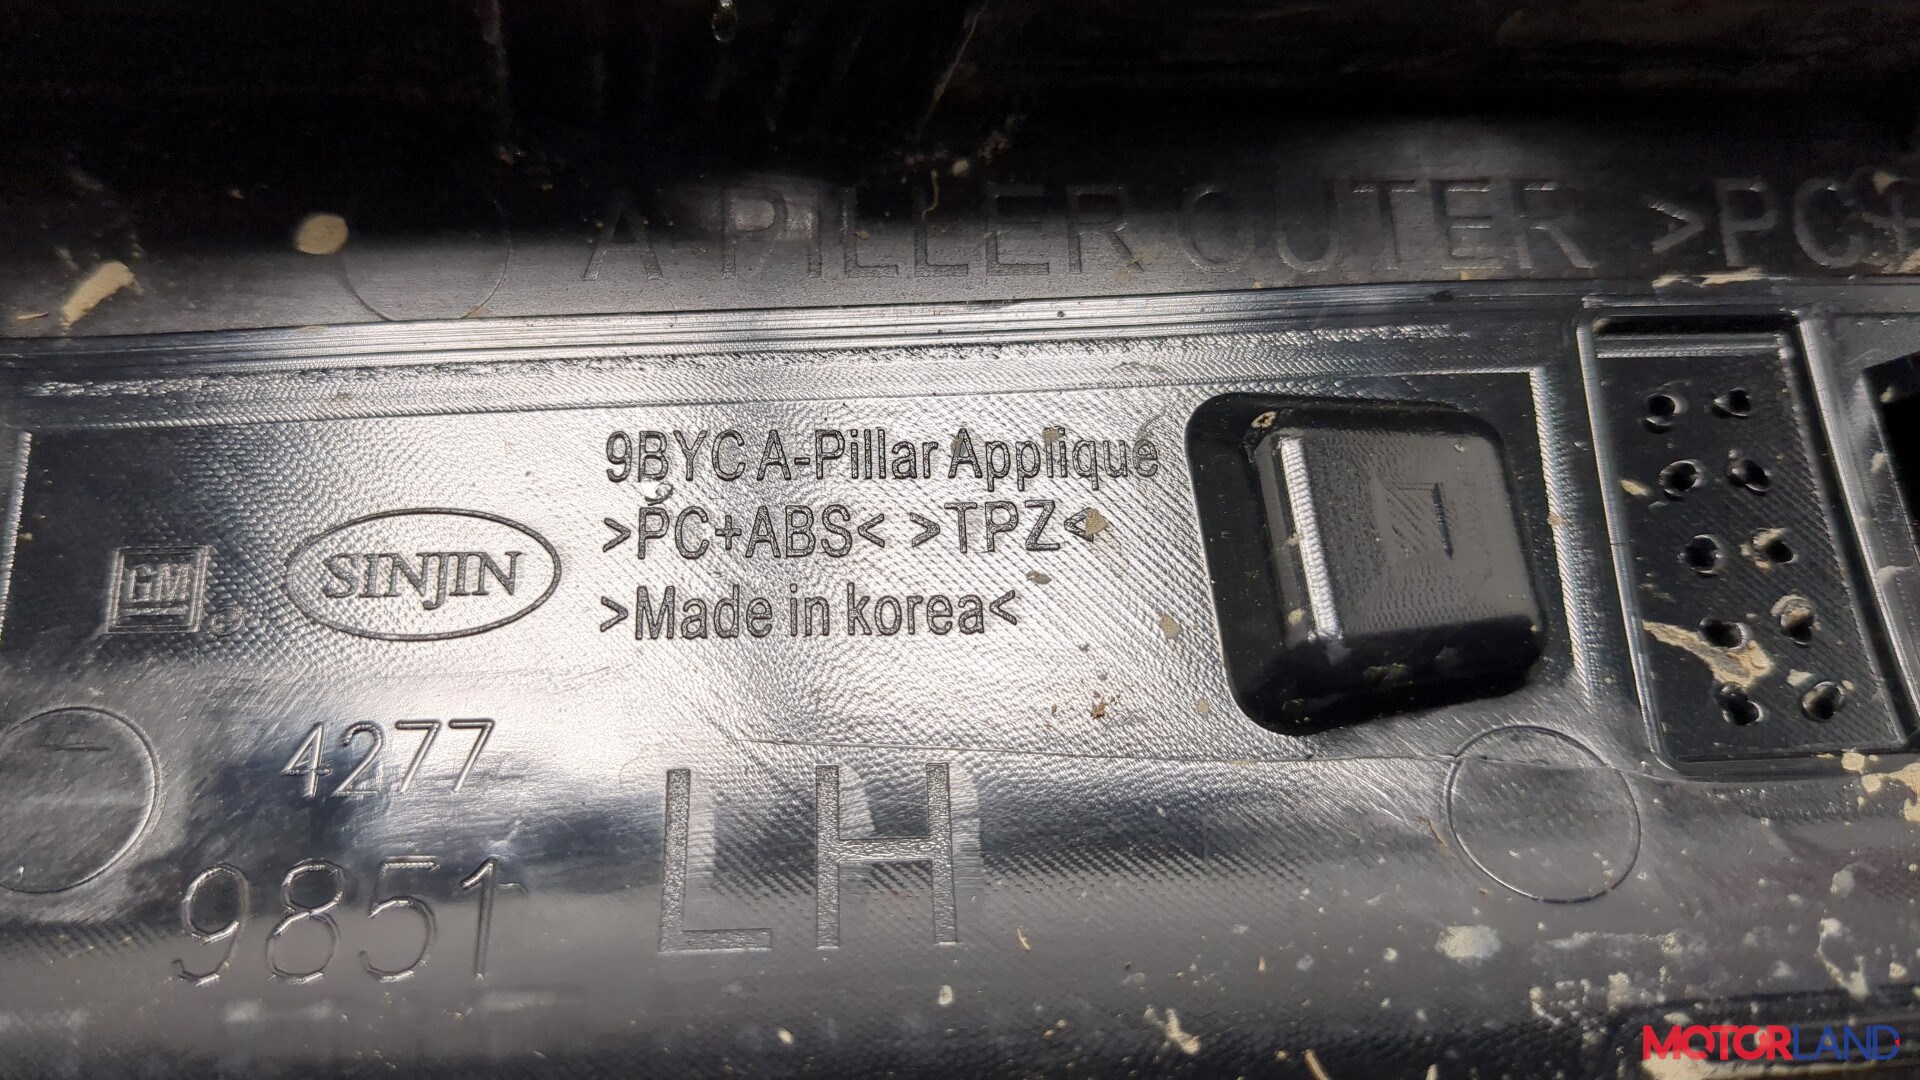 A-PILLER OUTER >PC+
9BYC A-Pillar Applique
>PC+ABS< >TPZ<
>Made in korea<
GM
SINJIN
4277
9851
LH
MOTORLAND